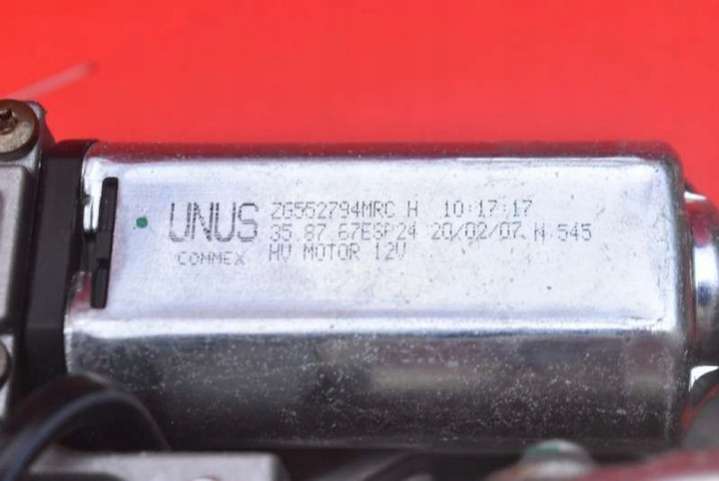 UNUS ZG552794MRC H 10:17:17
35.87.67ESP24 20/02/07 N 545
COMMEX HV MOTOR 12V